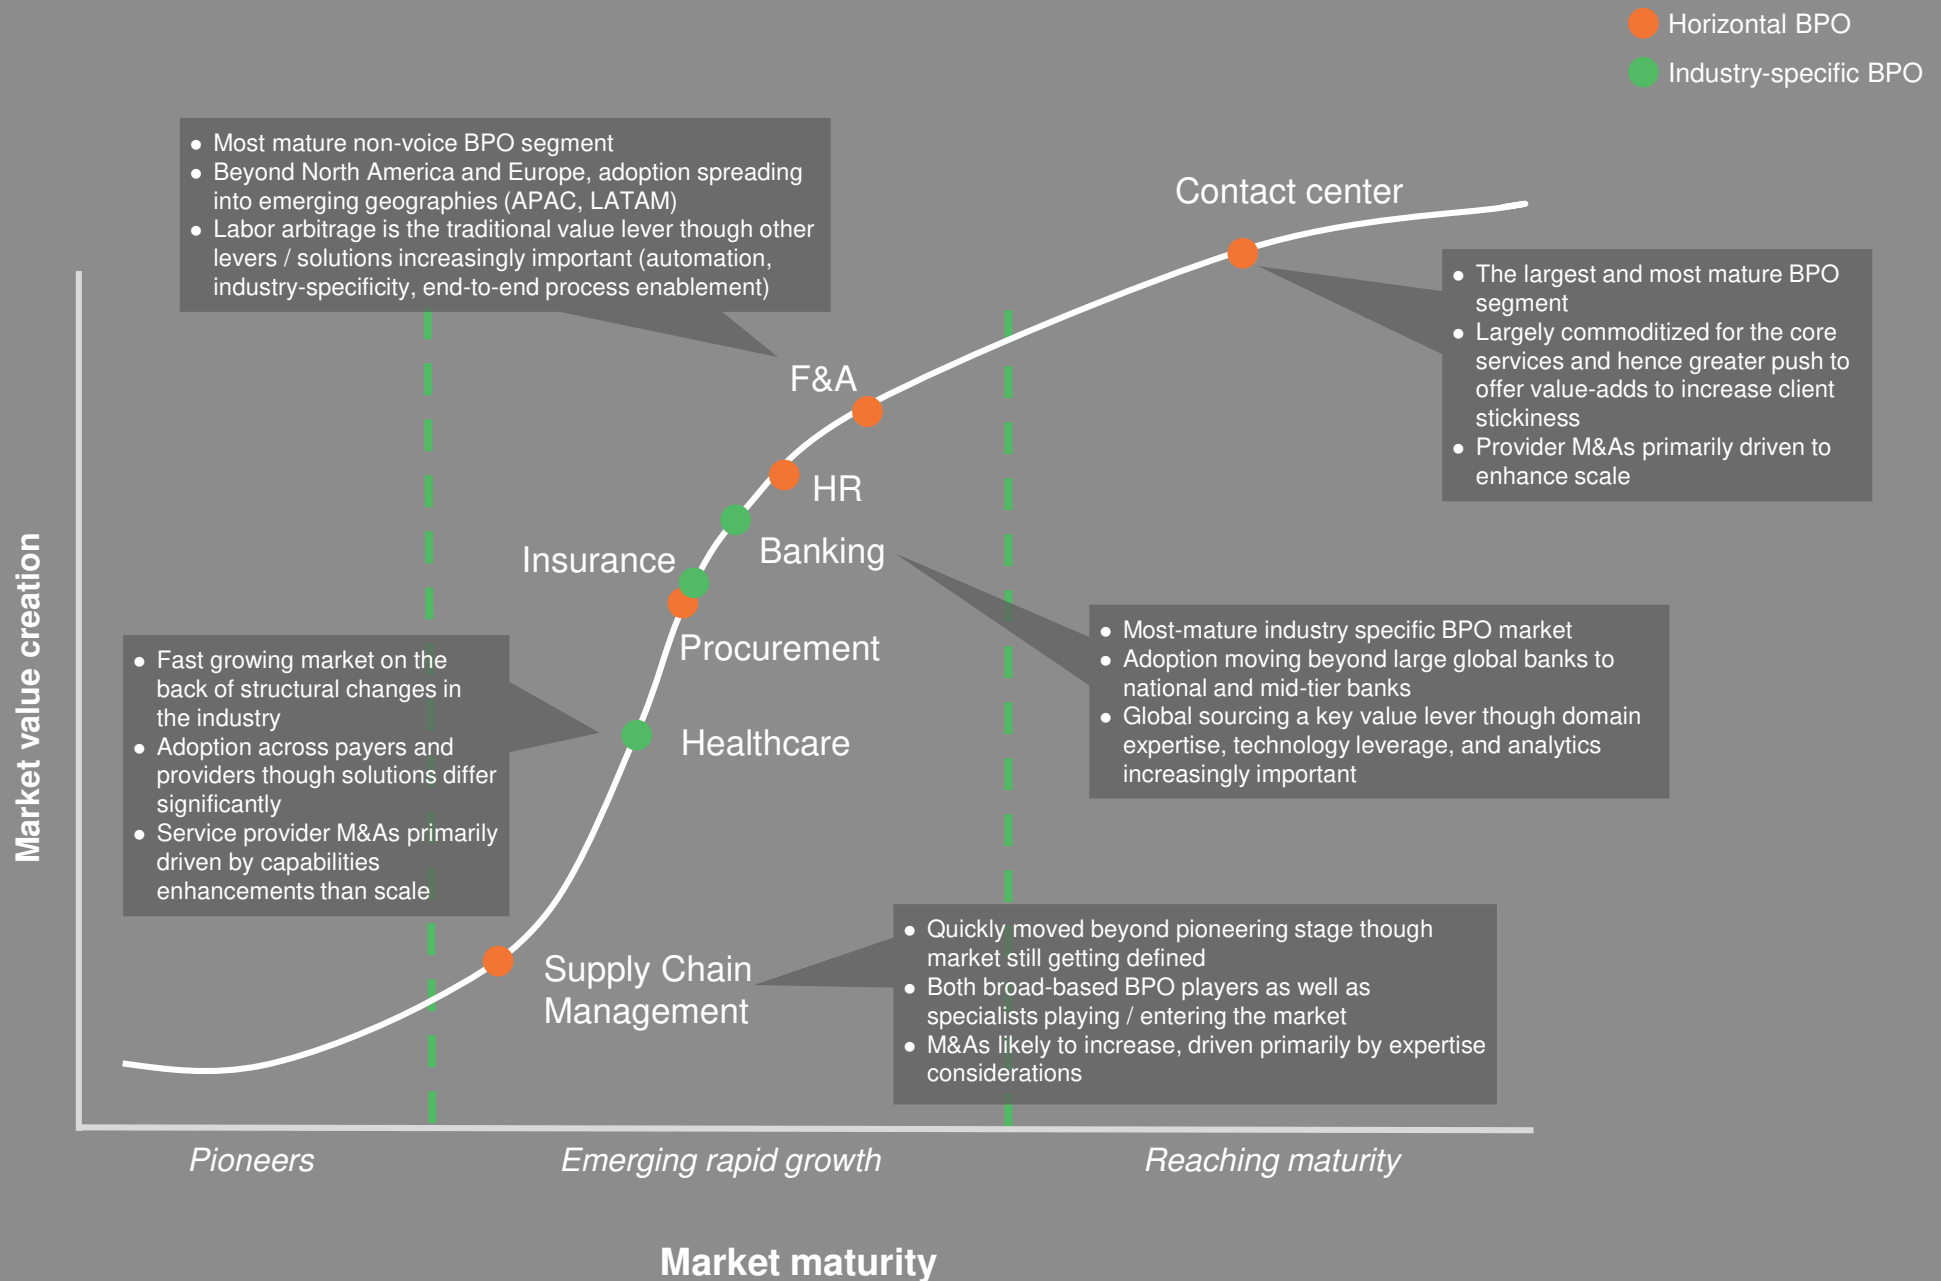 Horizontal BPO
Industry-specific BPO
● Most mature non-voice BPO segment
● Beyond North America and Europe, adoption spreading
into emerging geographies (APAC, LATAM)
● Labor arbitrage is the traditional value lever though other
levers / solutions increasingly important (automation,
industry-specificity, end-to-end process enablement)
Contact center
● The largest and most mature BPO
segment
● Largely commoditized for the core
services and hence greater push to
offer value-adds to increase client
stickiness
● Provider M&As primarily driven to
enhance scale
F&A
HR
Banking
Insurance
Procurement
Healthcare
● Most-mature industry specific BPO market
● Adoption moving beyond large global banks to
national and mid-tier banks
● Global sourcing a key value lever though domain
expertise, technology leverage, and analytics
increasingly important
● Fast growing market on the
back of structural changes in
the industry
● Adoption across payers and
providers though solutions differ
significantly
● Service provider M&As primarily
driven by capabilities
enhancements than scale
Supply Chain
Management
● Quickly moved beyond pioneering stage though
market still getting defined
● Both broad-based BPO players as well as
specialists playing / entering the market
● M&As likely to increase, driven primarily by expertise
considerations
Market value creation
Pioneers
Emerging rapid growth
Reaching maturity
Market maturity